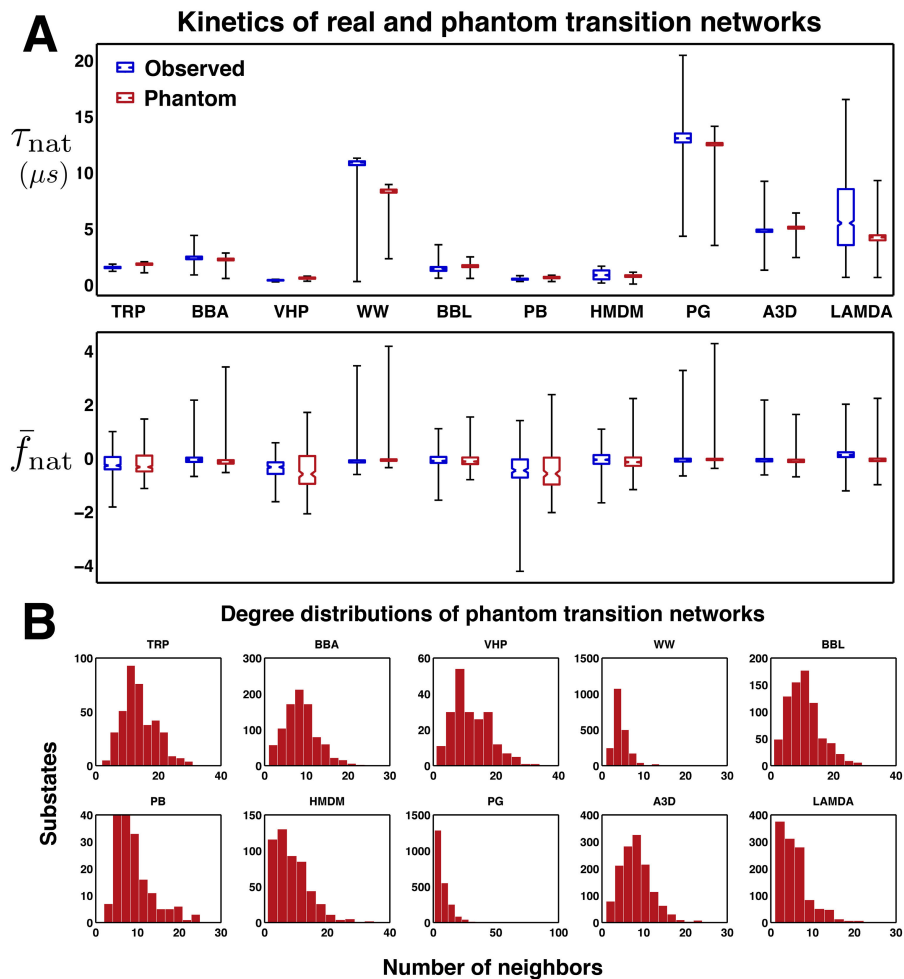 A
Kinetics of real and phantom transition networks
Observed
Phantom
τnat
(μs)
20
15
10
5
0
TRP BBA VHP WW BBL PB HMDM PG A3D LAMDA
f̄nat
4
2
0
−2
−4
B
Degree distributions of phantom transition networks
Substates
TRP BBA VHP WW BBL
100 300 60 1500 200
150
200 40 1000
50 100
100 20 500
50
0 0 0 0 0
0 20 40 0 10 20 30 0 20 40 0 10 20 30 0 20 40
PB HMDM PG A3D LAMDA
40 150 1500 400 400
30 300 300
100 1000
20 200 200
50 500
10 100 100
0 0 0 0 0
0 10 20 30 0 20 40 0 50 100 0 10 20 30 0 10 20 30
Number of neighbors